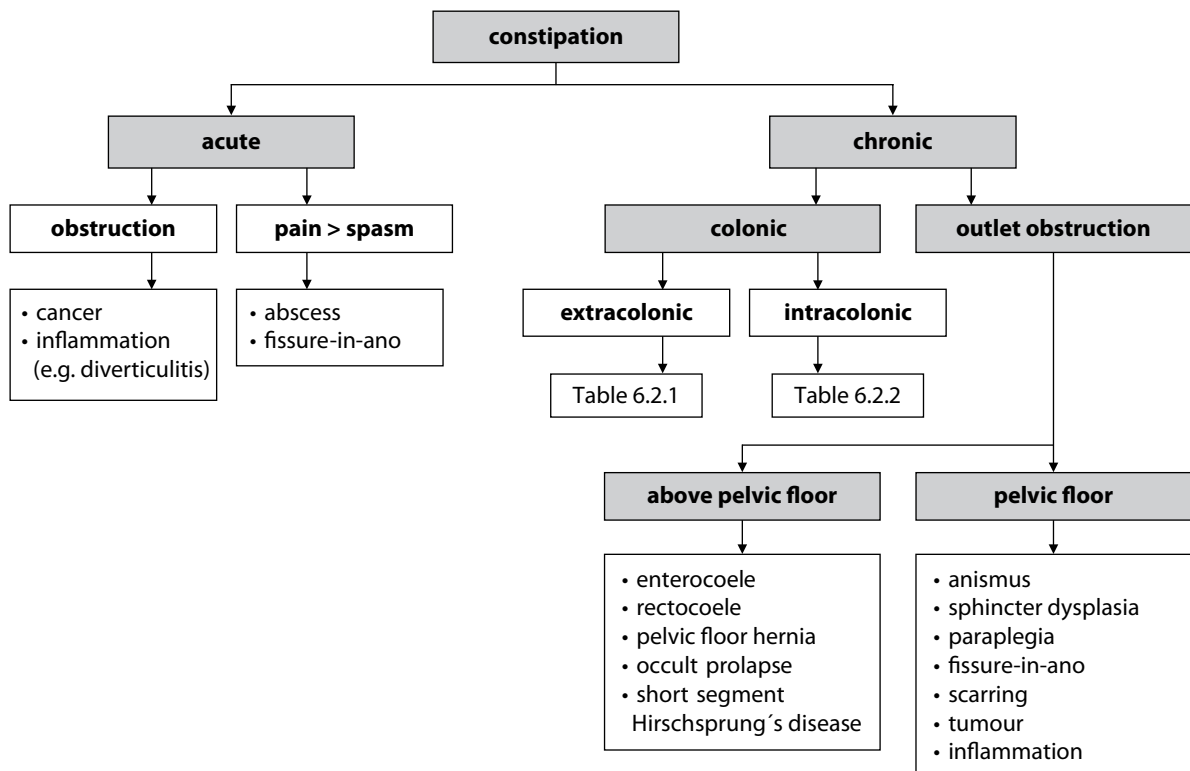 constipation
acute
chronic
obstruction
pain > spasm
colonic
outlet obstruction
• cancer
• inflammation
(e.g. diverticulitis)
• abscess
• fissure-in-ano
extracolonic
intracolonic
Table 6.2.1
Table 6.2.2
above pelvic floor
pelvic floor
• enterocoele
• rectocoele
• pelvic floor hernia
• occult prolapse
• short segment
Hirschsprung´s disease
• anismus
• sphincter dysplasia
• paraplegia
• fissure-in-ano
• scarring
• tumour
• inflammation